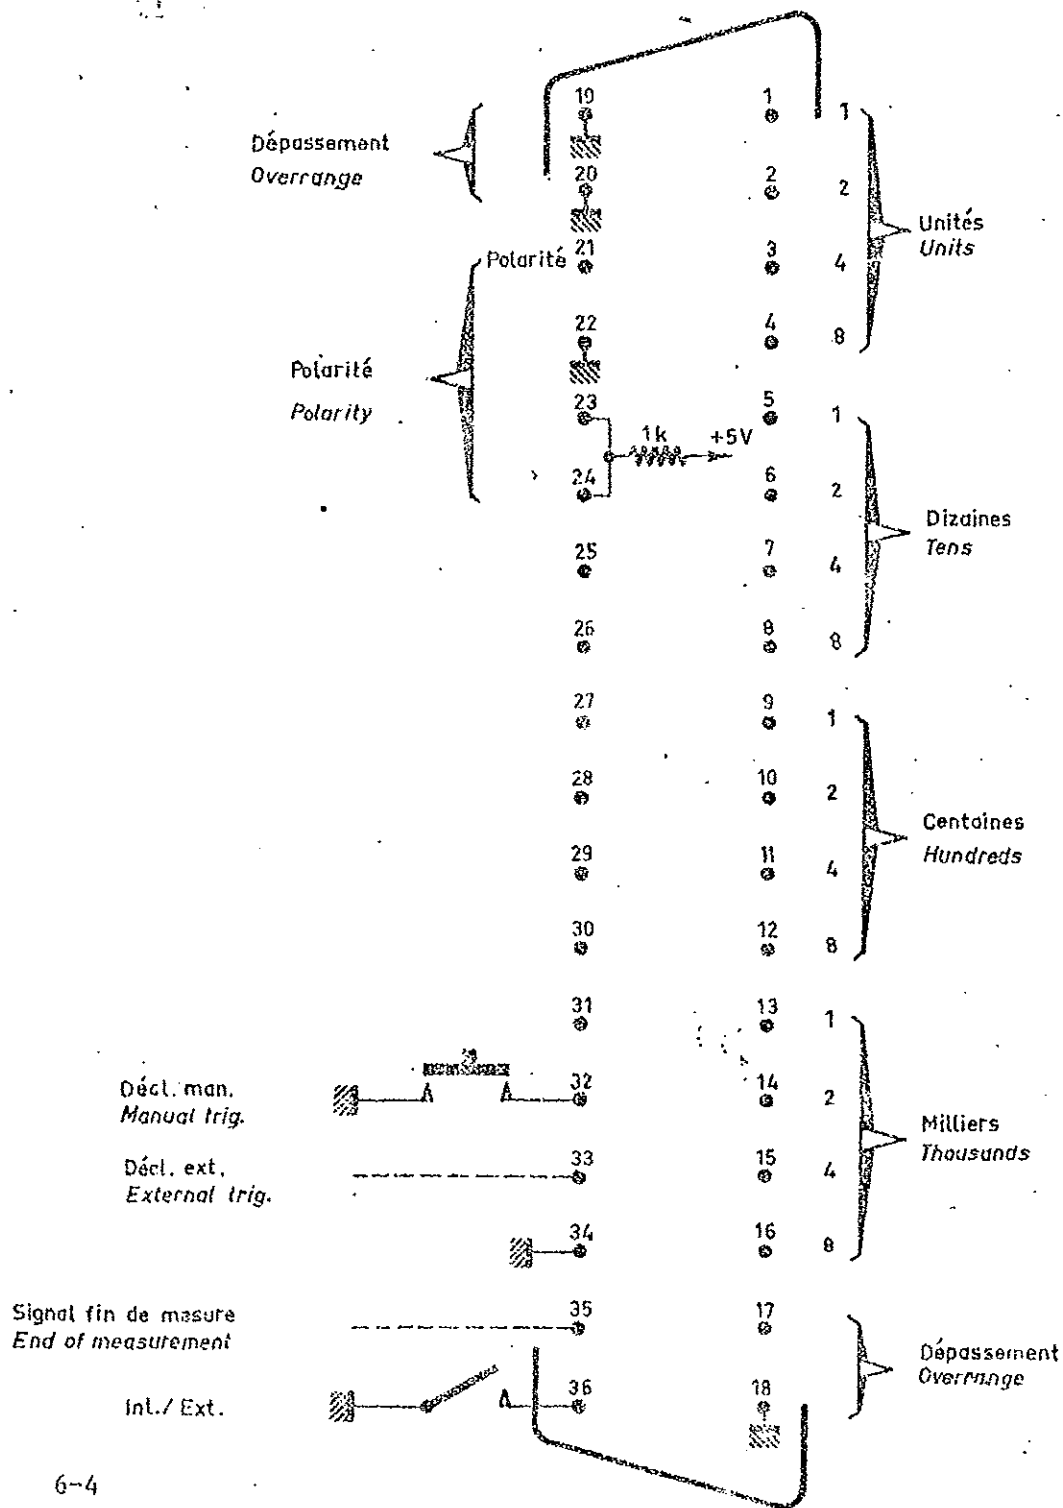 19 1 1
Dépassement
Overrange
20 2 2
Unités
Units
Polarité 21 3 4
22 4 8
Polarité
Polarity
23 5 1
1k +5V
24 6 2
Dizaines
Tens
25 7 4
26 8 8
27 9 1
28 10 2
Centaines
Hundreds
29 11 4
30 12 8
31 13 1
Décl. man.
Manual trig.
32 14 2
Milliers
Thousands
Décl. ext.
External trig.
33 15 4
34 16 8
Signal fin de mesure
End of measurement
35 17
Dépassement
Overrange
Int./ Ext.
36 18
6-4